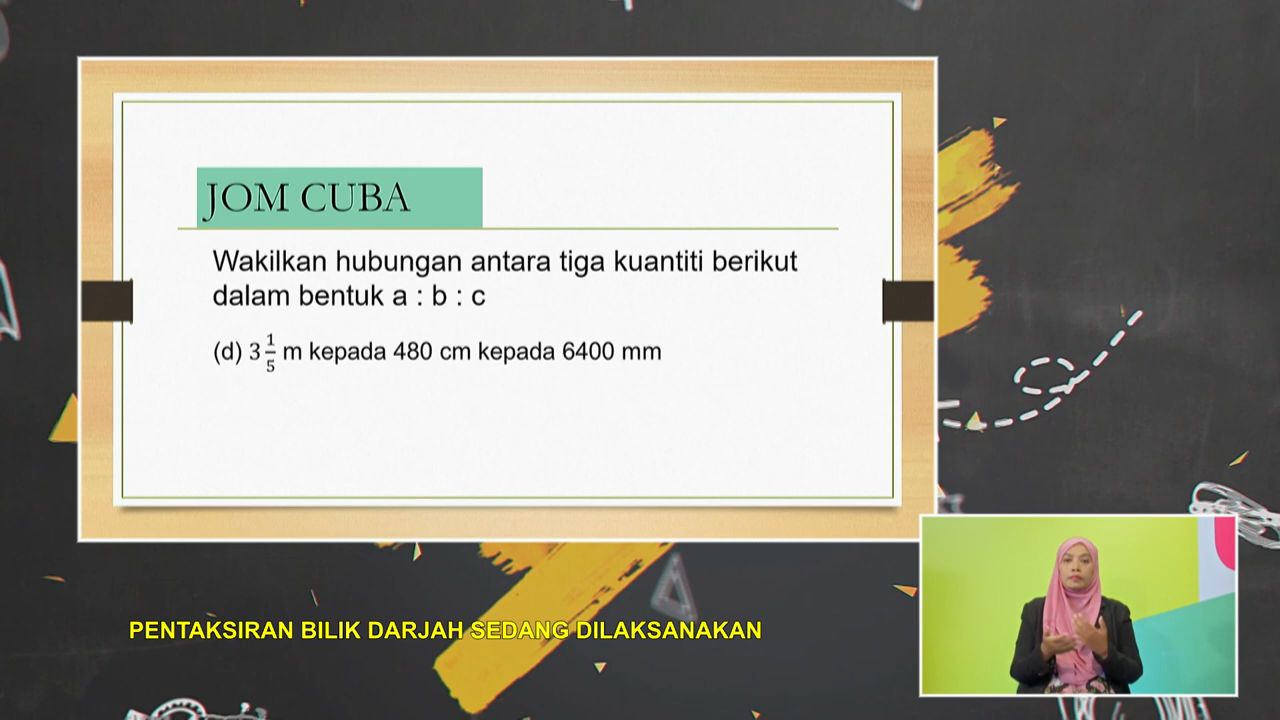 JOM CUBA
Wakilkan hubungan antara tiga kuantiti berikut
dalam bentuk a : b : c
(d) 3 1/5 m kepada 480 cm kepada 6400 mm
PENTAKSIRAN BILIK DARJAH SEDANG DILAKSANAKAN